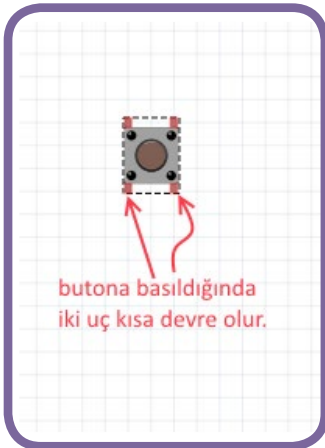 butona basıldığında
iki uç kısa devre olur.